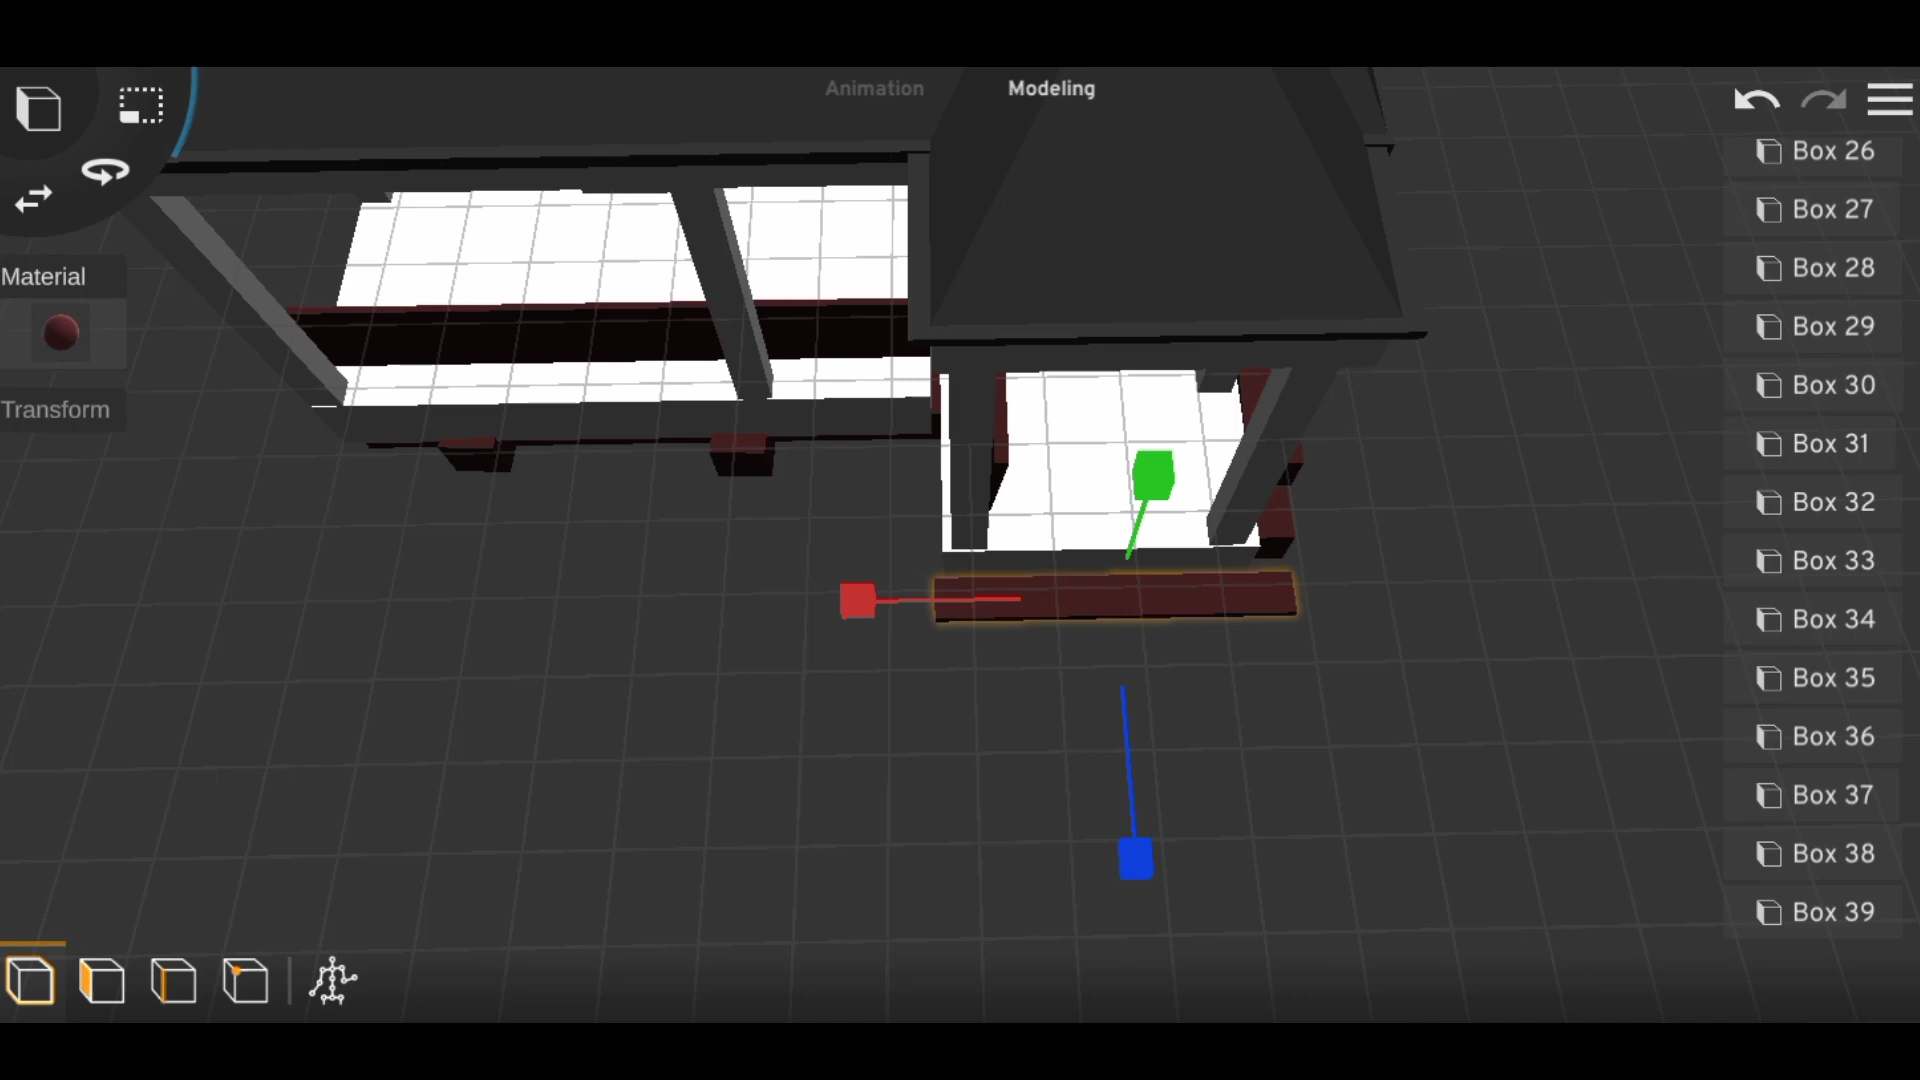 Animation Modeling
Material
Transform
Box 26
Box 27
Box 28
Box 29
Box 30
Box 31
Box 32
Box 33
Box 34
Box 35
Box 36
Box 37
Box 38
Box 39